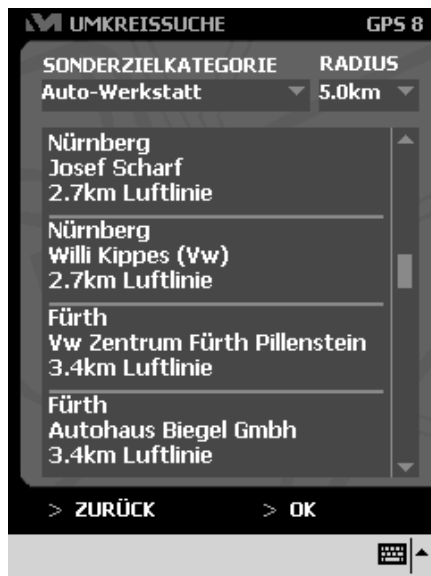 UMKREISSUCHE GPS 8
SONDERZIELKATEGORIE RADIUS
Auto-Werkstatt 5.0km
Nürnberg
Josef Scharf
2.7km Luftlinie
Nürnberg
Willi Kippes (Vw)
2.7km Luftlinie
Fürth
Vw Zentrum Fürth Pillenstein
3.4km Luftlinie
Fürth
Autohaus Biegel Gmbh
3.4km Luftlinie
> ZURÜCK > OK